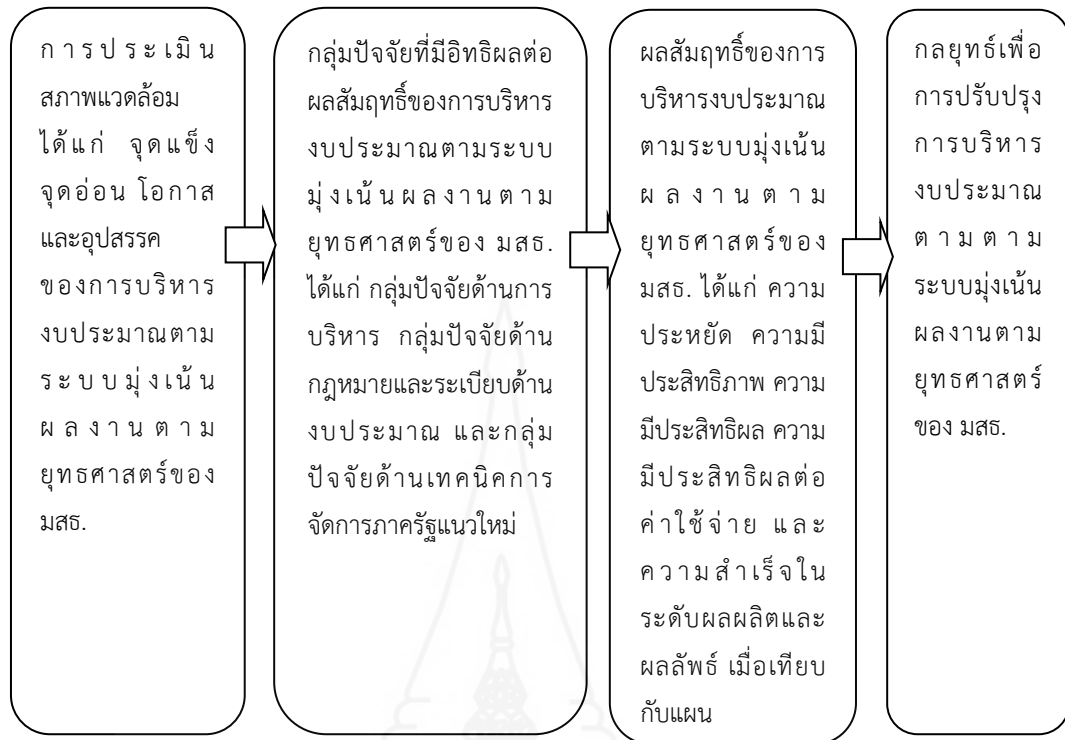 การประเมิน
สภาพแวดล้อม
ได้แก่ จุดแข็ง
จุดอ่อน โอกาส
และอุปสรรค
ของการบริหาร
งบประมาณตาม
ระบบมุ่งเน้น
ผลงานตาม
ยุทธศาสตร์ของ
มสธ.
กลุ่มปัจจัยที่มีอิทธิผลต่อ
ผลสัมฤทธิ์ของการบริหาร
งบประมาณตามระบบ
มุ่งเน้นผลงานตาม
ยุทธศาสตร์ของ มสธ.
ได้แก่ กลุ่มปัจจัยด้านการ
บริหาร กลุ่มปัจจัยด้าน
กฎหมายและระเบียบด้าน
งบประมาณ และกลุ่ม
ปัจจัยด้านเทคนิคการ
จัดการภาครัฐแนวใหม่
ผลสัมฤทธิ์ของการ
บริหารงบประมาณ
ตามระบบมุ่งเน้น
ผลงานตาม
ยุทธศาสตร์ของ
มสธ. ได้แก่ ความ
ประหยัด ความมี
ประสิทธิภาพ ความ
มีประสิทธิผล ความ
มีประสิทธิผลต่อ
ค่าใช้จ่าย และ
ความสำเร็จใน
ระดับผลผลิตและ
ผลลัพธ์ เมื่อเทียบ
กับแผน
กลยุทธ์เพื่อ
การปรับปรุง
การบริหาร
งบประมาณ
ตามตาม
ระบบมุ่งเน้น
ผลงานตาม
ยุทธศาสตร์
ของ มสธ.